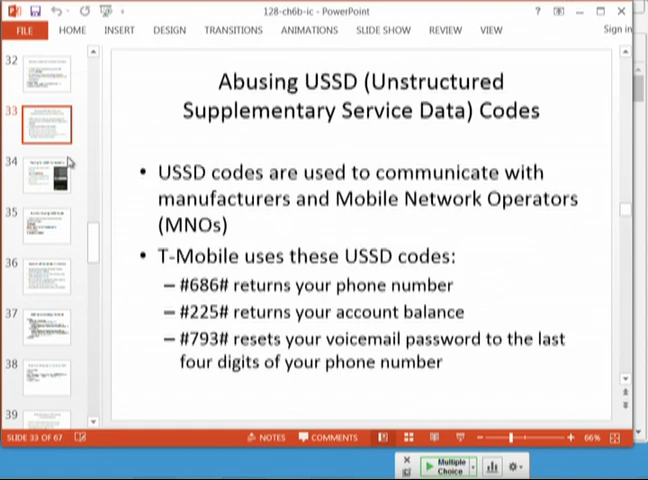 128-ch6b-ic - PowerPoint
?
FILE
HOME
INSERT
DESIGN
TRANSITIONS
ANIMATIONS
SLIDE SHOW
REVIEW
VIEW
Sign in
32
33
34
35
36
37
38
39
Abusing USSD (Unstructured
Supplementary Service Data) Codes
• USSD codes are used to communicate with
manufacturers and Mobile Network Operators
(MNOs)
• T-Mobile uses these USSD codes:
– #686# returns your phone number
– #225# returns your account balance
– #793# resets your voicemail password to the last
four digits of your phone number
SLIDE 33 OF 67
NOTES
COMMENTS
66%
Multiple
Choice